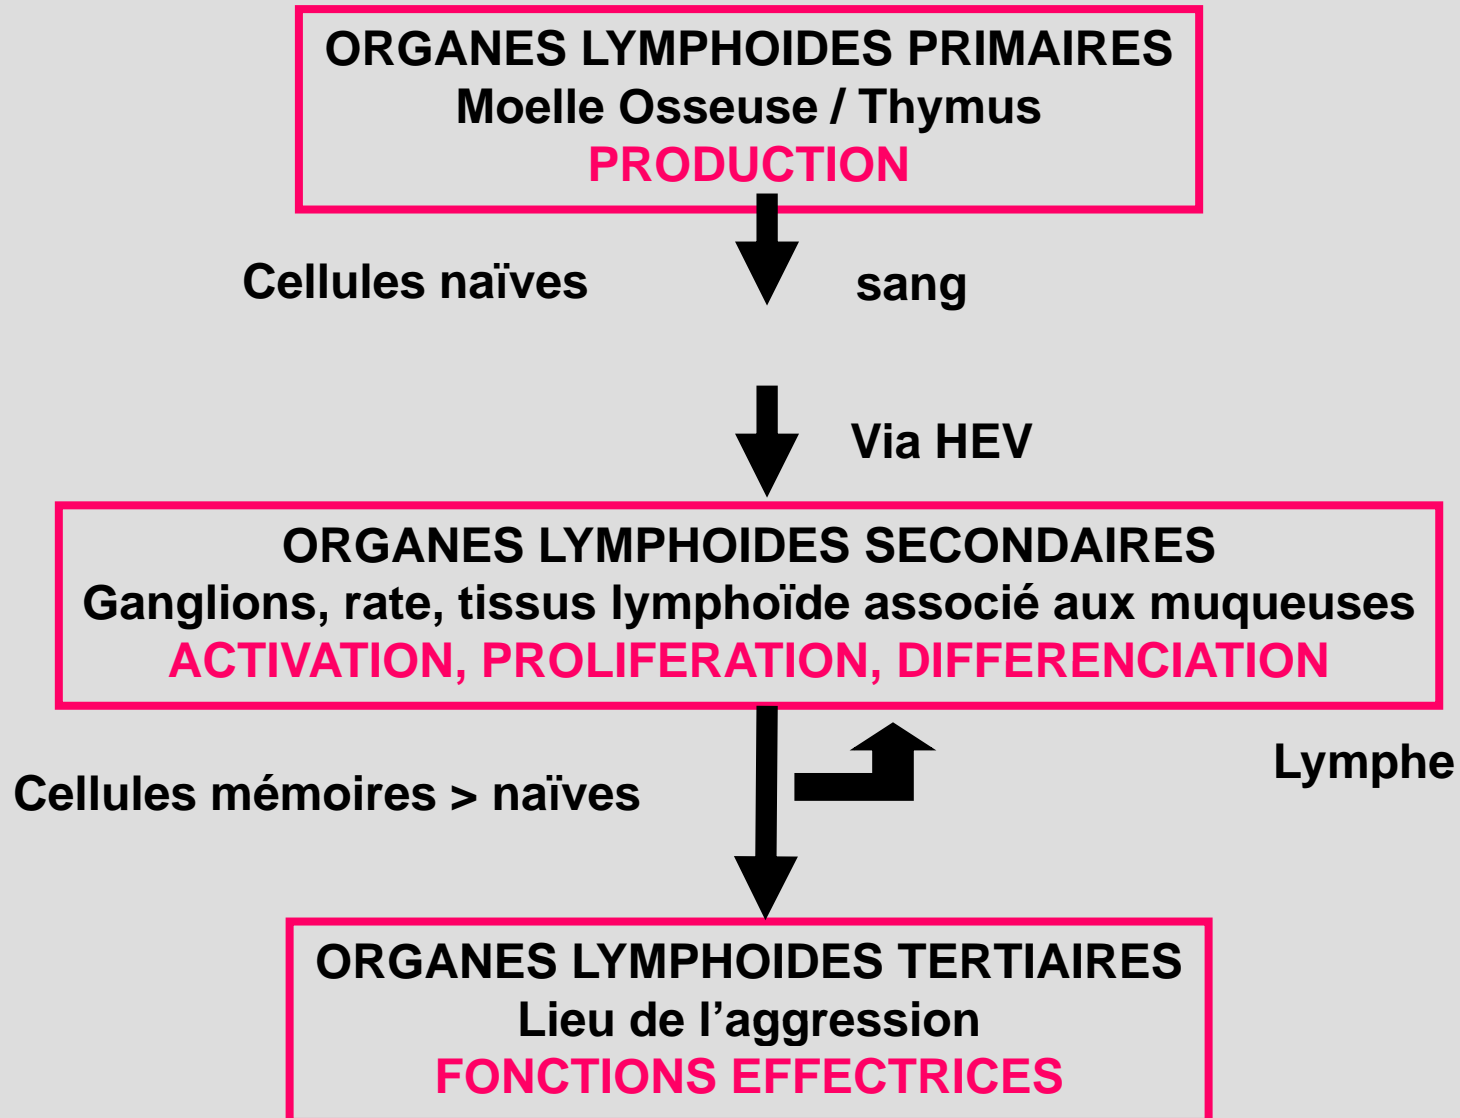 ORGANES LYMPHOIDES PRIMAIRES
Moelle Osseuse / Thymus
PRODUCTION
Cellules naïves
sang
Via HEV
ORGANES LYMPHOIDES SECONDAIRES
Ganglions, rate, tissus lymphoïde associé aux muqueuses
ACTIVATION, PROLIFERATION, DIFFERENCIATION
Lymphe
Cellules mémoires > naïves
ORGANES LYMPHOIDES TERTIAIRES
Lieu de l’aggression
FONCTIONS EFFECTRICES